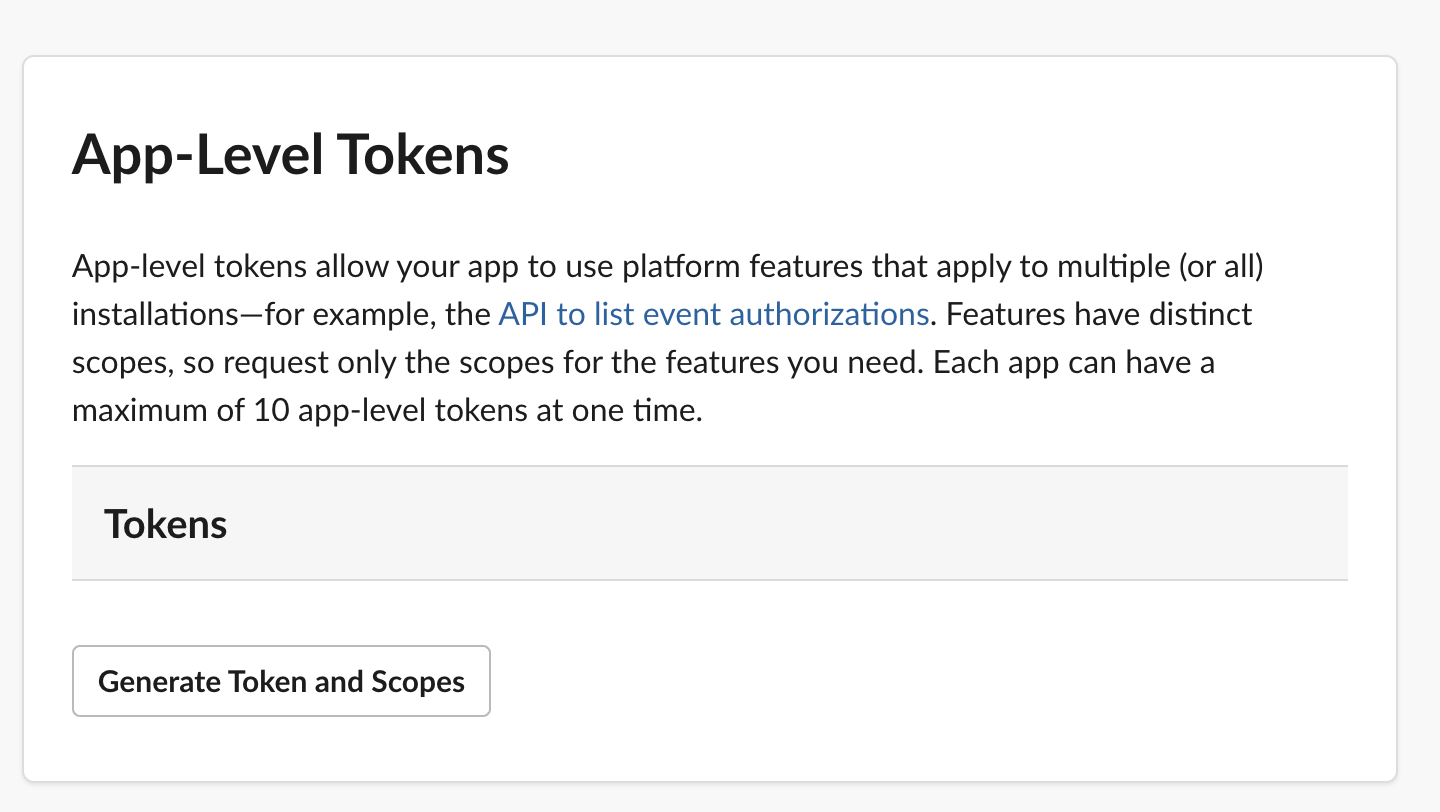 App-Level Tokens
App-level tokens allow your app to use platform features that apply to multiple (or all)
installations—for example, the API to list event authorizations. Features have distinct
scopes, so request only the scopes for the features you need. Each app can have a
maximum of 10 app-level tokens at one time.
Tokens
Generate Token and Scopes